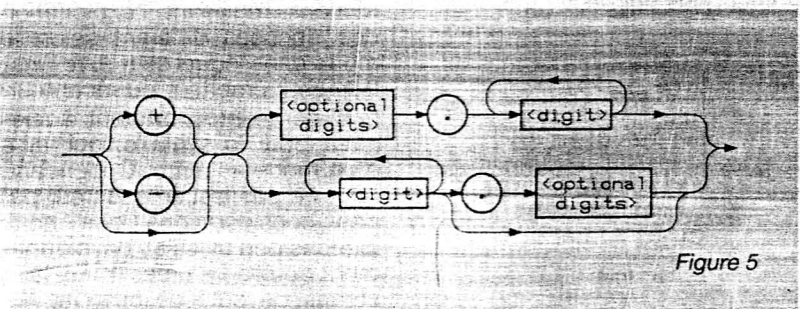 +
<optional
digits>
.
<digit>
−
<digit>
.
<optional
digits>
Figure 5